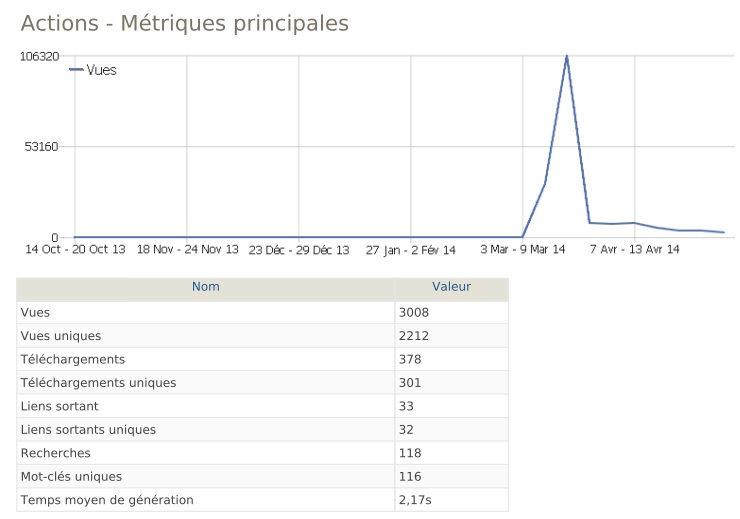 Actions - Métriques principales
106320
Vues
53160
0
14 Oct - 20 Oct 13 18 Nov - 24 Nov 13 23 Déc - 29 Déc 13 27 Jan - 2 Fév 14 3 Mar - 9 Mar 14 7 Avr - 13 Avr 14
Nom Valeur
Vues 3008
Vues uniques 2212
Téléchargements 378
Téléchargements uniques 301
Liens sortant 33
Liens sortants uniques 32
Recherches 118
Mot-clés uniques 116
Temps moyen de génération 2,17s